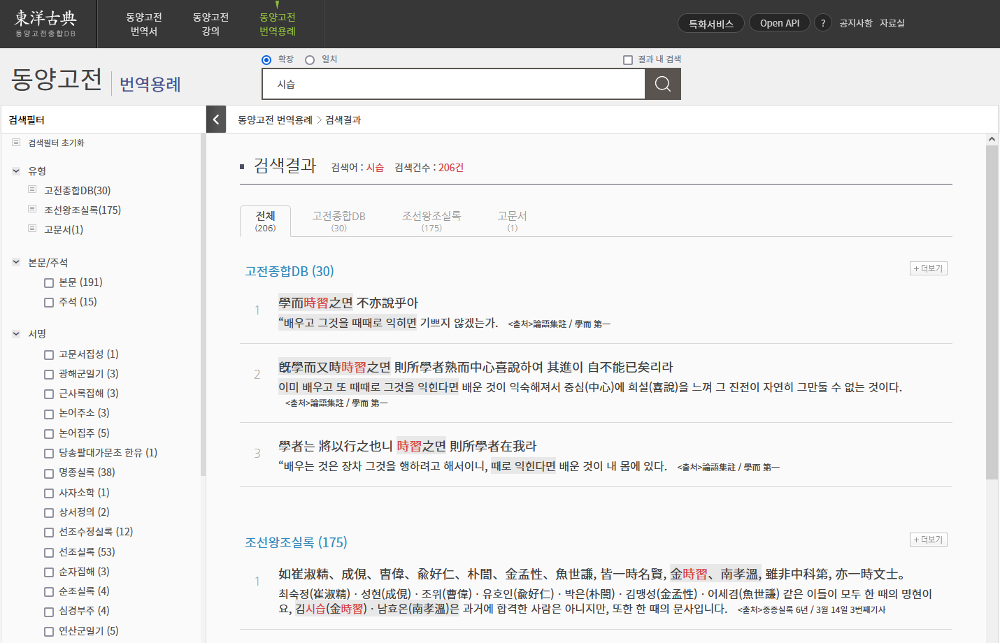 東洋古典
동양고전종합DB
동양고전
번역서
동양고전
강의
동양고전
번역용례
특화서비스
Open API
?
공지사항
자료실
동양고전
번역용례
확장
일치
결과 내 검색
시습
검색필터
동양고전 번역용례 > 검색결과
검색필터 초기화
유형
고전종합DB(30)
조선왕조실록(175)
고문서(1)
본문/주석
본문 (191)
주석 (15)
서명
고문서집성 (1)
광해군일기 (3)
근사록집해 (3)
논어주소 (3)
논어집주 (5)
당송팔대가문초 한유 (1)
명종실록 (38)
사자소학 (1)
상서정의 (2)
선조수정실록 (12)
선조실록 (53)
순자집해 (3)
순조실록 (4)
심경부주 (4)
연산군일기 (5)
검색결과 검색어 : 시습 검색건수 : 206건
전체
(206)
고전종합DB
(30)
조선왕조실록
(175)
고문서
(1)
고전종합DB (30)
+ 더보기
1
學而時習之면 不亦說乎아
“배우고 그것을 때때로 익히면 기쁘지 않겠는가. <출처>論語集註 / 學而 第一
2
旣學而又時時習之면 則所學者熟而中心喜說하여 其進이 自不能已矣리라
이미 배우고 또 때때로 그것을 익힌다면 배운 것이 익숙해져서 중심(中心)에 희설(喜說)을 느껴 그 진전이 자연히 그만둘 수 없는 것이다.
<출처>論語集註 / 學而 第一
3
學者는 將以行之也니 時習之면 則所學者在我라
“배우는 것은 장차 그것을 행하려고 해서이니, 때로 익힌다면 배운 것이 내 몸에 있다. <출처>論語集註 / 學而 第一
조선왕조실록 (175)
+ 더보기
1
如崔淑精、成俔、曺偉、兪好仁、朴誾、金孟性、魚世謙, 皆一時名賢, 金時習、南孝溫, 雖非中科第, 亦一時文士。
최숙정(崔淑精)·성현(成俔)·조위(曺偉)·유호인(兪好仁)·박은(朴誾)·김맹성(金孟性)·어세겸(魚世謙) 같은 이들이 모두 한 때의 명현이
요, 김시습(金時習)·남효온(南孝溫)은 과거에 합격한 사람은 아니지만, 또한 한 때의 문사입니다. <출처>중종실록 6년 / 3월 14일 3번째기사